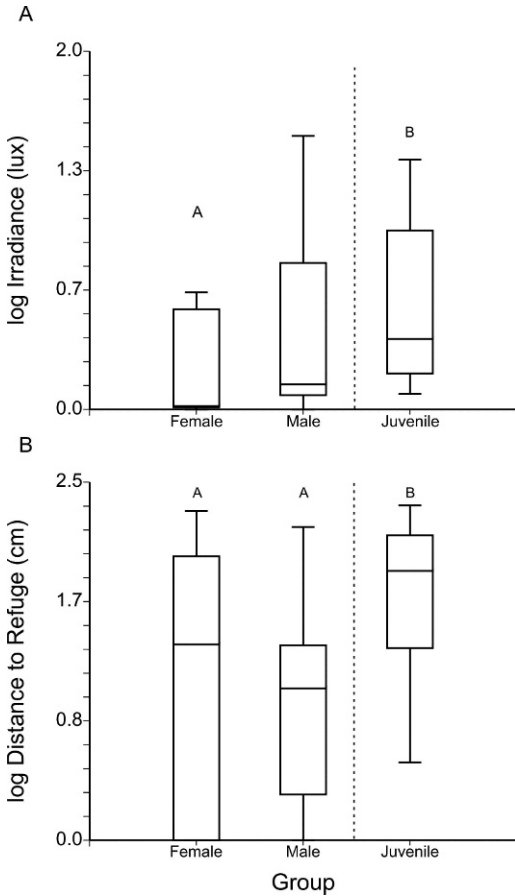 A
2.0
1.3
0.7
0.0
log Irradiance (lux)
A
B
Female
Male
Juvenile
B
2.5
1.7
0.8
0.0
log Distance to Refuge (cm)
A
A
B
Female
Male
Juvenile
Group